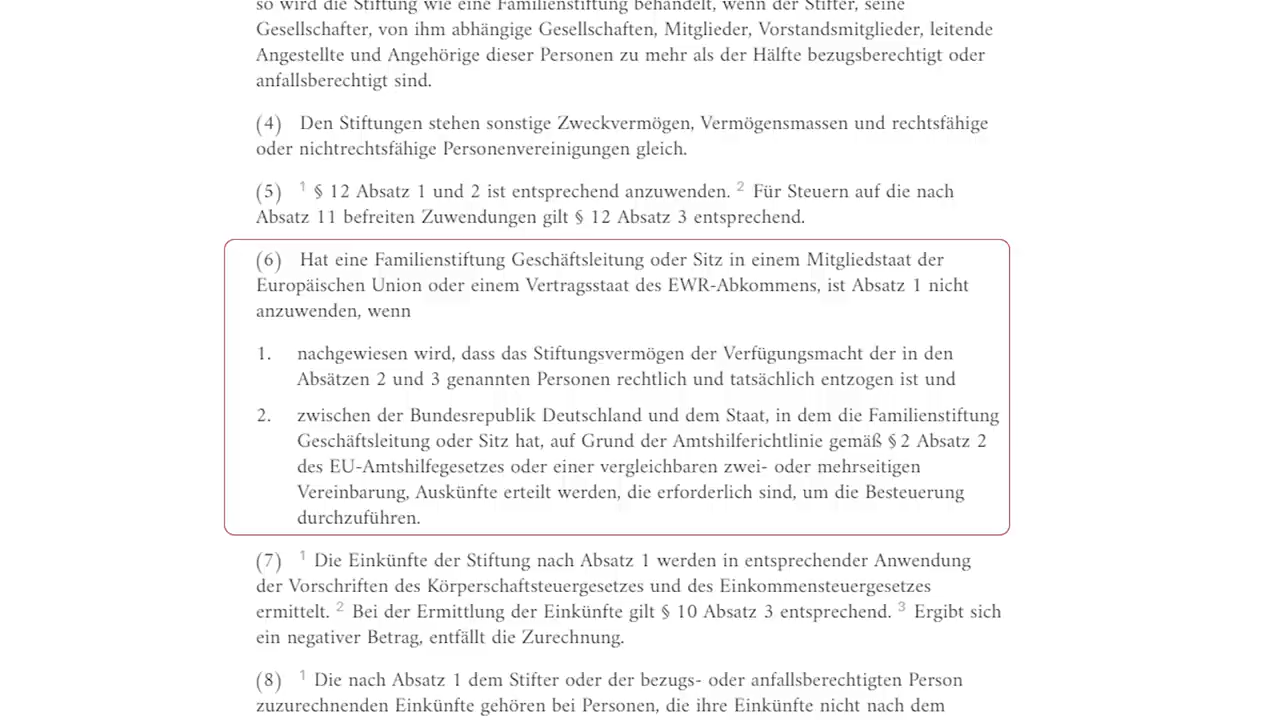 so wird die Stiftung wie eine Familienstiftung behandelt, wenn der Stifter, seine
Gesellschafter, von ihm abhängige Gesellschaften, Mitglieder, Vorstandsmitglieder, leitende
Angestellte und Angehörige dieser Personen zu mehr als der Hälfte bezugsberechtigt oder
anfallsberechtigt sind.
(4) Den Stiftungen stehen sonstige Zweckvermögen, Vermögensmassen und rechtsfähige
oder nichtrechtsfähige Personenvereinigungen gleich.
(5) 1 § 12 Absatz 1 und 2 ist entsprechend anzuwenden. 2 Für Steuern auf die nach
Absatz 11 befreiten Zuwendungen gilt § 12 Absatz 3 entsprechend.
(6) Hat eine Familienstiftung Geschäftsleitung oder Sitz in einem Mitgliedstaat der
Europäischen Union oder einem Vertragsstaat des EWR-Abkommens, ist Absatz 1 nicht
anzuwenden, wenn
1. nachgewiesen wird, dass das Stiftungsvermögen der Verfügungsmacht der in den
Absätzen 2 und 3 genannten Personen rechtlich und tatsächlich entzogen ist und
2. zwischen der Bundesrepublik Deutschland und dem Staat, in dem die Familienstiftung
Geschäftsleitung oder Sitz hat, auf Grund der Amtshilferichtlinie gemäß § 2 Absatz 2
des EU-Amtshilfegesetzes oder einer vergleichbaren zwei- oder mehrseitigen
Vereinbarung, Auskünfte erteilt werden, die erforderlich sind, um die Besteuerung
durchzuführen.
(7) 1 Die Einkünfte der Stiftung nach Absatz 1 werden in entsprechender Anwendung
der Vorschriften des Körperschaftsteuergesetzes und des Einkommensteuergesetzes
ermittelt. 2 Bei der Ermittlung der Einkünfte gilt § 10 Absatz 3 entsprechend. 3 Ergibt sich
ein negativer Betrag, entfällt die Zurechnung.
(8) 1 Die nach Absatz 1 dem Stifter oder der bezugs- oder anfallsberechtigten Person
zuzurechnenden Einkünfte gehören bei Personen, die ihre Einkünfte nicht nach dem